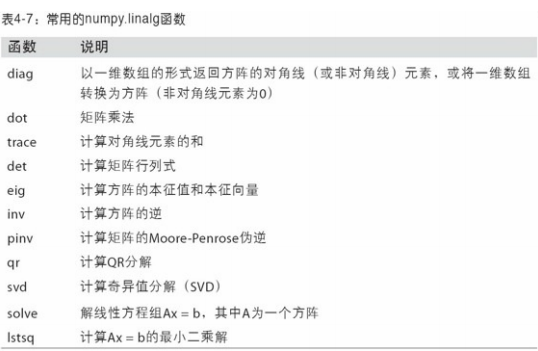 表4-7：常用的numpy.linalg函数
函数 说明
diag 以一维数组的形式返回方阵的对角线（或非对角线）元素，或将一维数组
转换为方阵（非对角线元素为0）
dot 矩阵乘法
trace 计算对角线元素的和
det 计算矩阵行列式
eig 计算方阵的本征值和本征向量
inv 计算方阵的逆
pinv 计算矩阵的Moore-Penrose伪逆
qr 计算QR分解
svd 计算奇异值分解（SVD）
solve 解线性方程组Ax = b，其中A为一个方阵
lstsq 计算Ax = b的最小二乘解